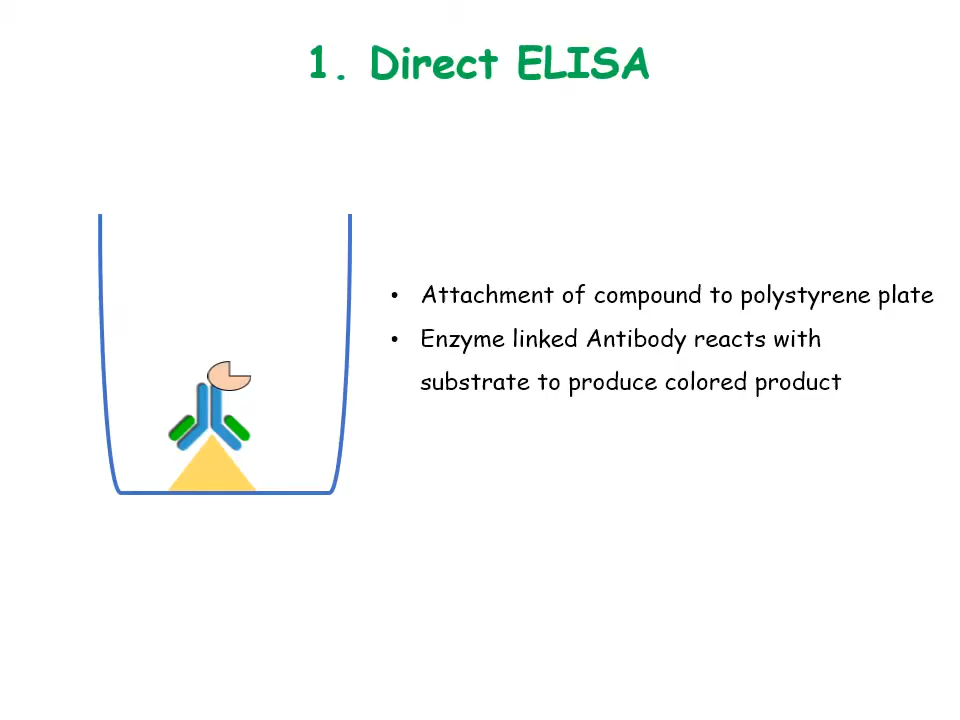 1. Direct ELISA
• Attachment of compound to polystyrene plate
• Enzyme linked Antibody reacts with
substrate to produce colored product